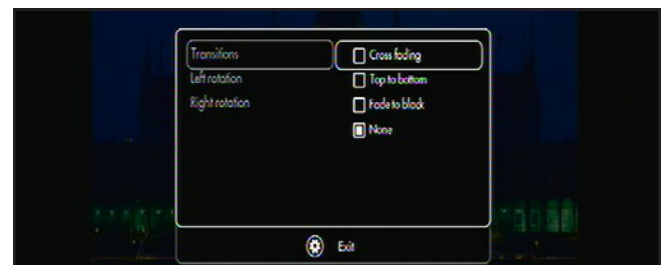 Transitions
Cross fading
Left rotation
Top to bottom
Right rotation
Fade to black
None
Exit